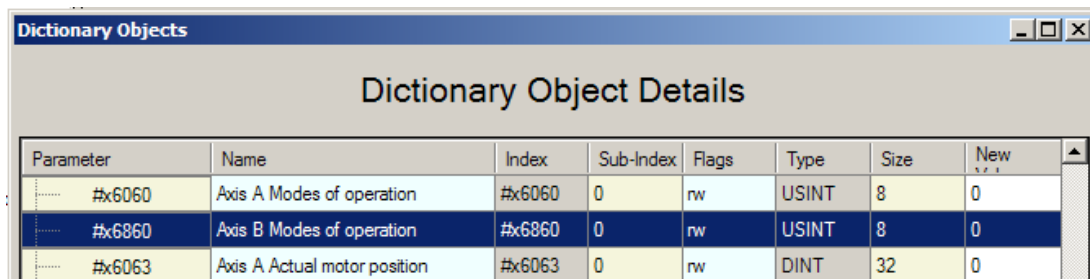 Dictionary Objects
Dictionary Object Details
Parameter Name Index Sub-Index Flags Type Size New
#x6060 Axis A Modes of operation #x6060 0 rw USINT 8 0
#x6860 Axis B Modes of operation #x6860 0 rw USINT 8 0
#x6063 Axis A Actual motor position #x6063 0 rw DINT 32 0